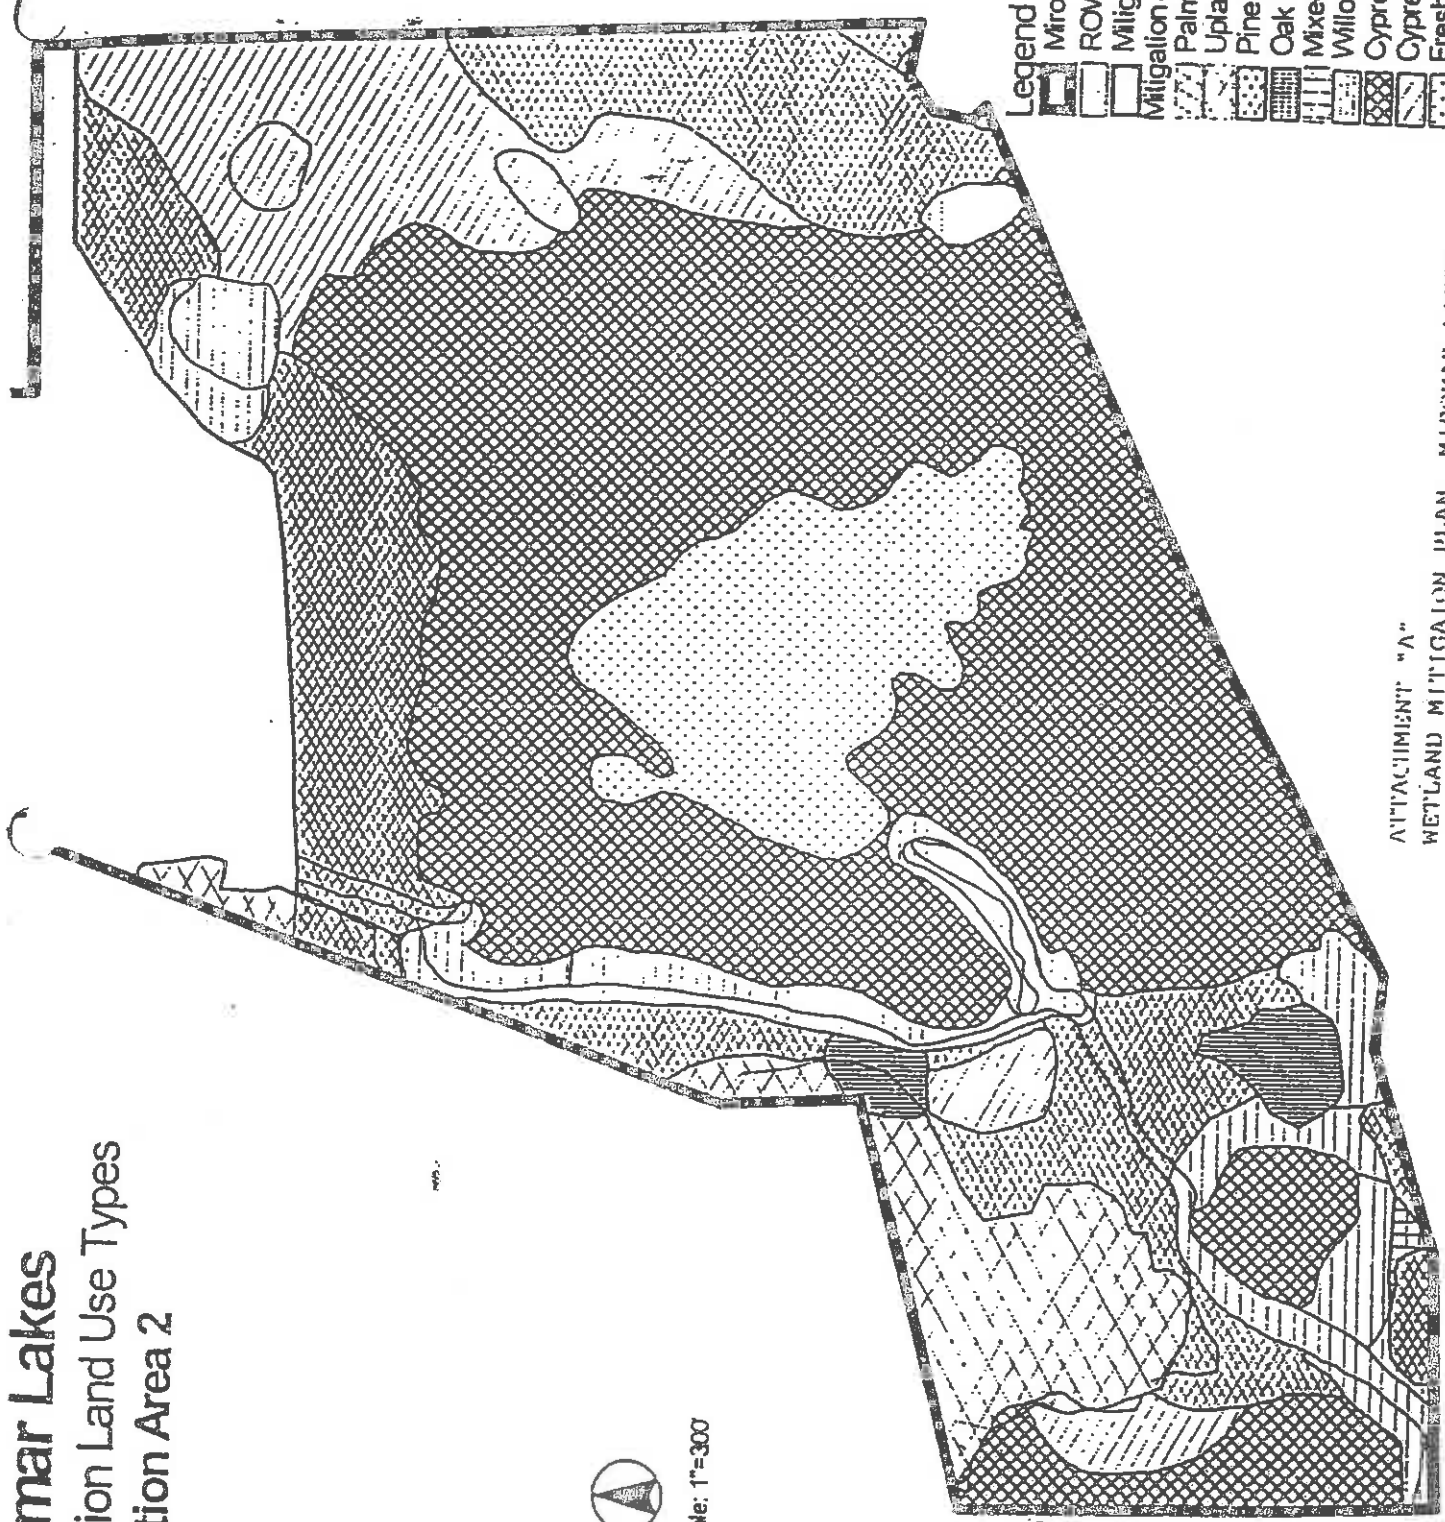 mar Lakes
ion Land Use Types
tion Area 2
le: 1"=300'
Legend
Miro
ROW
Mitig
Mitigation
Palm
Upla
Pine
Oak
Mixe
Willo
Cypre
Cypre
Fresh
ATTACHMENT "A"
WETLAND MITIGATION PLAN